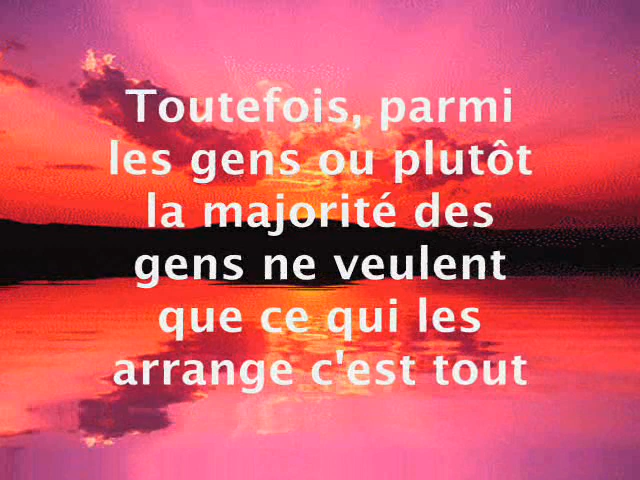 Toutefois, parmi
les gens ou plutôt
la majorité des
gens ne veulent
que ce qui les
arrange c'est tout